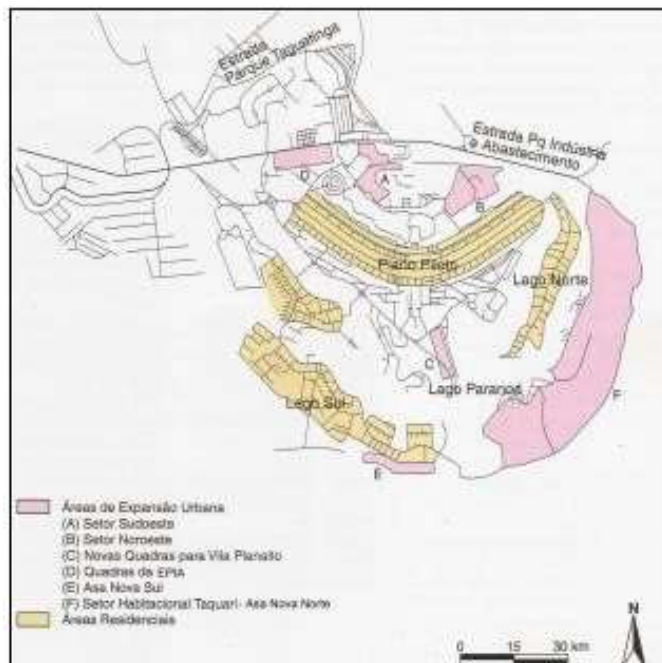 Estrada
Parque Taguatinga
Estrada Pq Indústria
e Abastecimento
D
A
B
Plano Piloto
Lago Norte
C
Lago Paranoá
F
Lago Sul
E
Áreas de Expansão Urbana
(A) Setor Sudoeste
(B) Setor Noroeste
(C) Novas Quadras para Vila Planalto
(D) Quadras da EPIA
(E) Asa Nova Sul
(F) Setor Habitacional Taquari- Asa Nova Norte
Áreas Residenciais
N
0 15 30 km